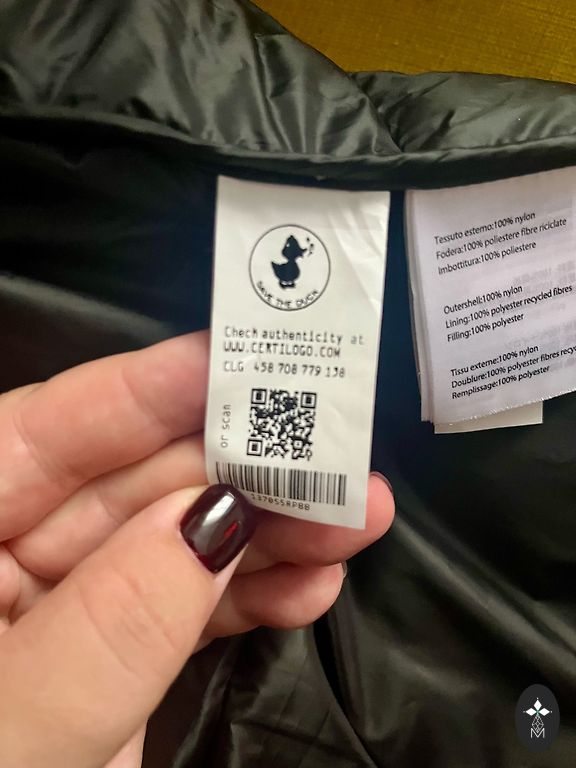 SAVE THE DUCK
Check authenticity at
WWW.CERTILOGO.COM
CLG 458 708 779 138
or scan
Tessuto esterno:100% nylon
Fodera:100% poliestere fibre riciclate
Imbottitura:100% poliestere
Outershell:100% nylon
Lining:100% polyester recycled fibres
Filling:100% polyester
Tissu externe:100% nylon
Doublure:100% polyester fibres
Remplissage:100% polyester
M